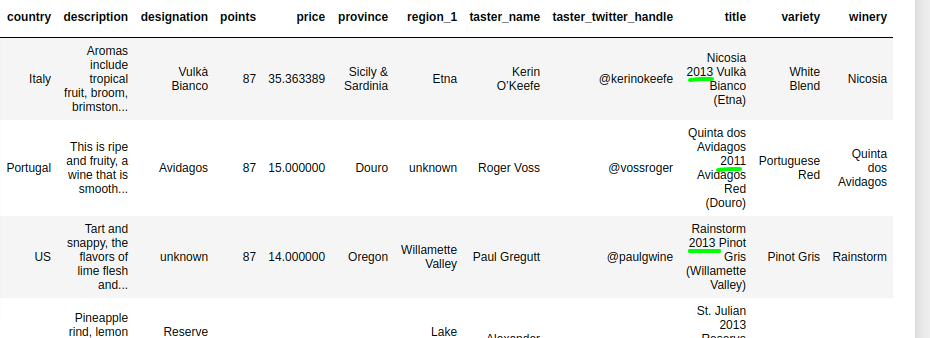 country description designation points price province region_1 taster_name taster_twitter_handle title variety winery
Italy
Aromas
include
tropical
fruit, broom,
brimston...
Vulkà
Bianco
87
35.363389
Sicily &
Sardinia
Etna
Kerin
O'Keefe
@kerinokeefe
Nicosia
2013 Vulkà
Bianco
(Etna)
White
Blend
Nicosia
Portugal
This is ripe
and fruity, a
wine that is
smooth...
Avidagos
87
15.000000
Douro
unknown
Roger Voss
@vossroger
Quinta dos
Avidagos
2011
Avidagos
Red
(Douro)
Portuguese
Red
Quinta
dos
Avidagos
US
Tart and
snappy, the
flavors of
lime flesh
and...
unknown
87
14.000000
Oregon
Willamette
Valley
Paul Gregutt
@paulgwine
Rainstorm
2013 Pinot
Gris
(Willamette
Valley)
Pinot Gris
Rainstorm
Pineapple
rind, lemon
Reserve
Lake
Alexander
St. Julian
2013
Reserve